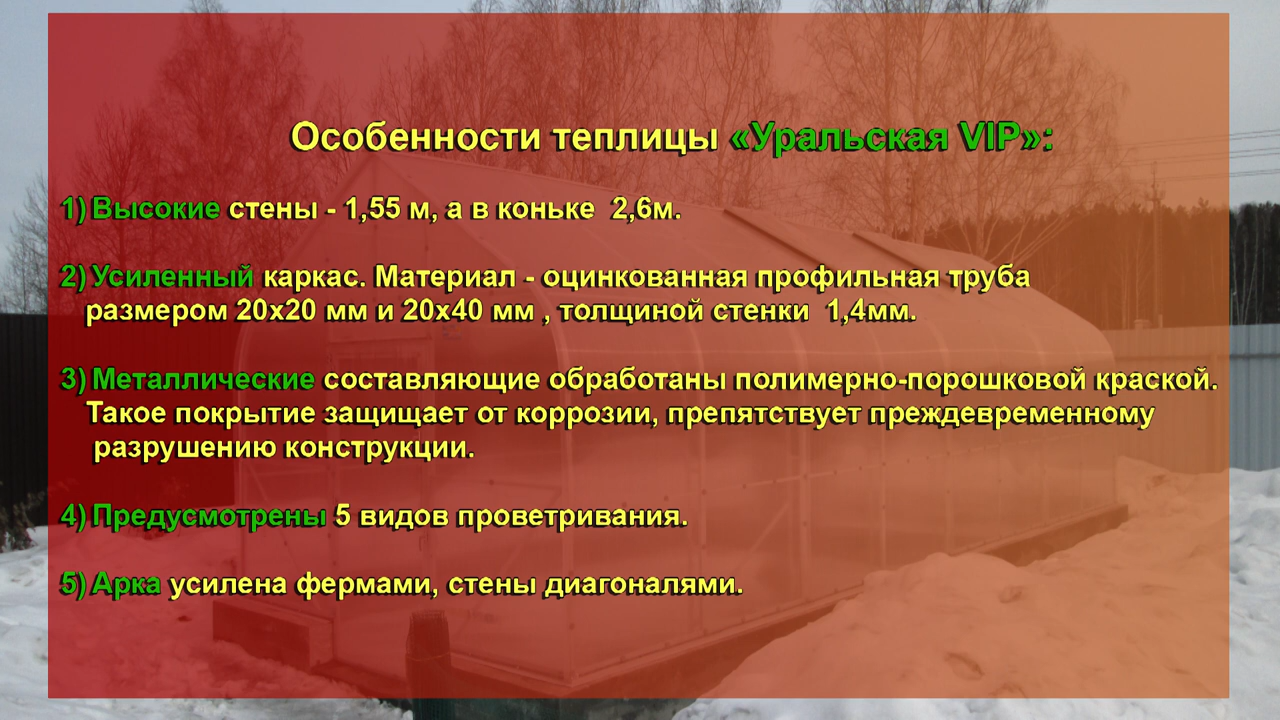 Особенности теплицы «Уральская VIP»:
1) Высокие стены - 1,55 м, а в коньке 2,6м.
2) Усиленный каркас. Материал - оцинкованная профильная труба
размером 20х20 мм и 20х40 мм , толщиной стенки 1,4мм.
3) Металлические составляющие обработаны полимерно-порошковой краской.
Такое покрытие защищает от коррозии, препятствует преждевременному
разрушению конструкции.
4) Предусмотрены 5 видов проветривания.
5) Арка усилена фермами, стены диагоналями.